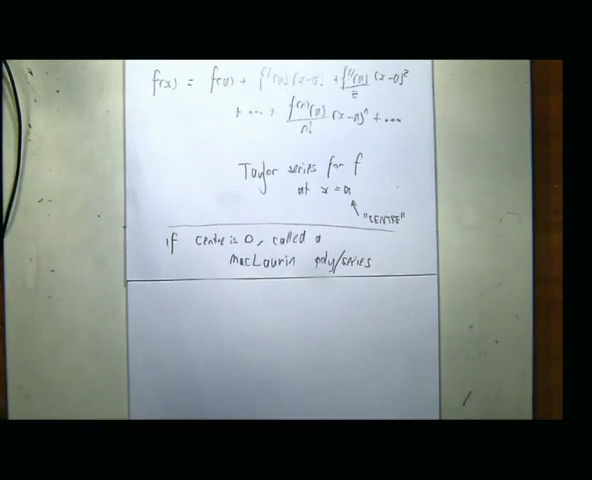 f(x) = f(a) + f'(a) (x-a) + f''(a)/2 (x-a)²
+ ... + f⁽ⁿ⁾(a)/n! (x-a)ⁿ + ...
Taylor series for f
at x = a
"CENTRE"
If centre is 0, called a
MacLaurin poly/series